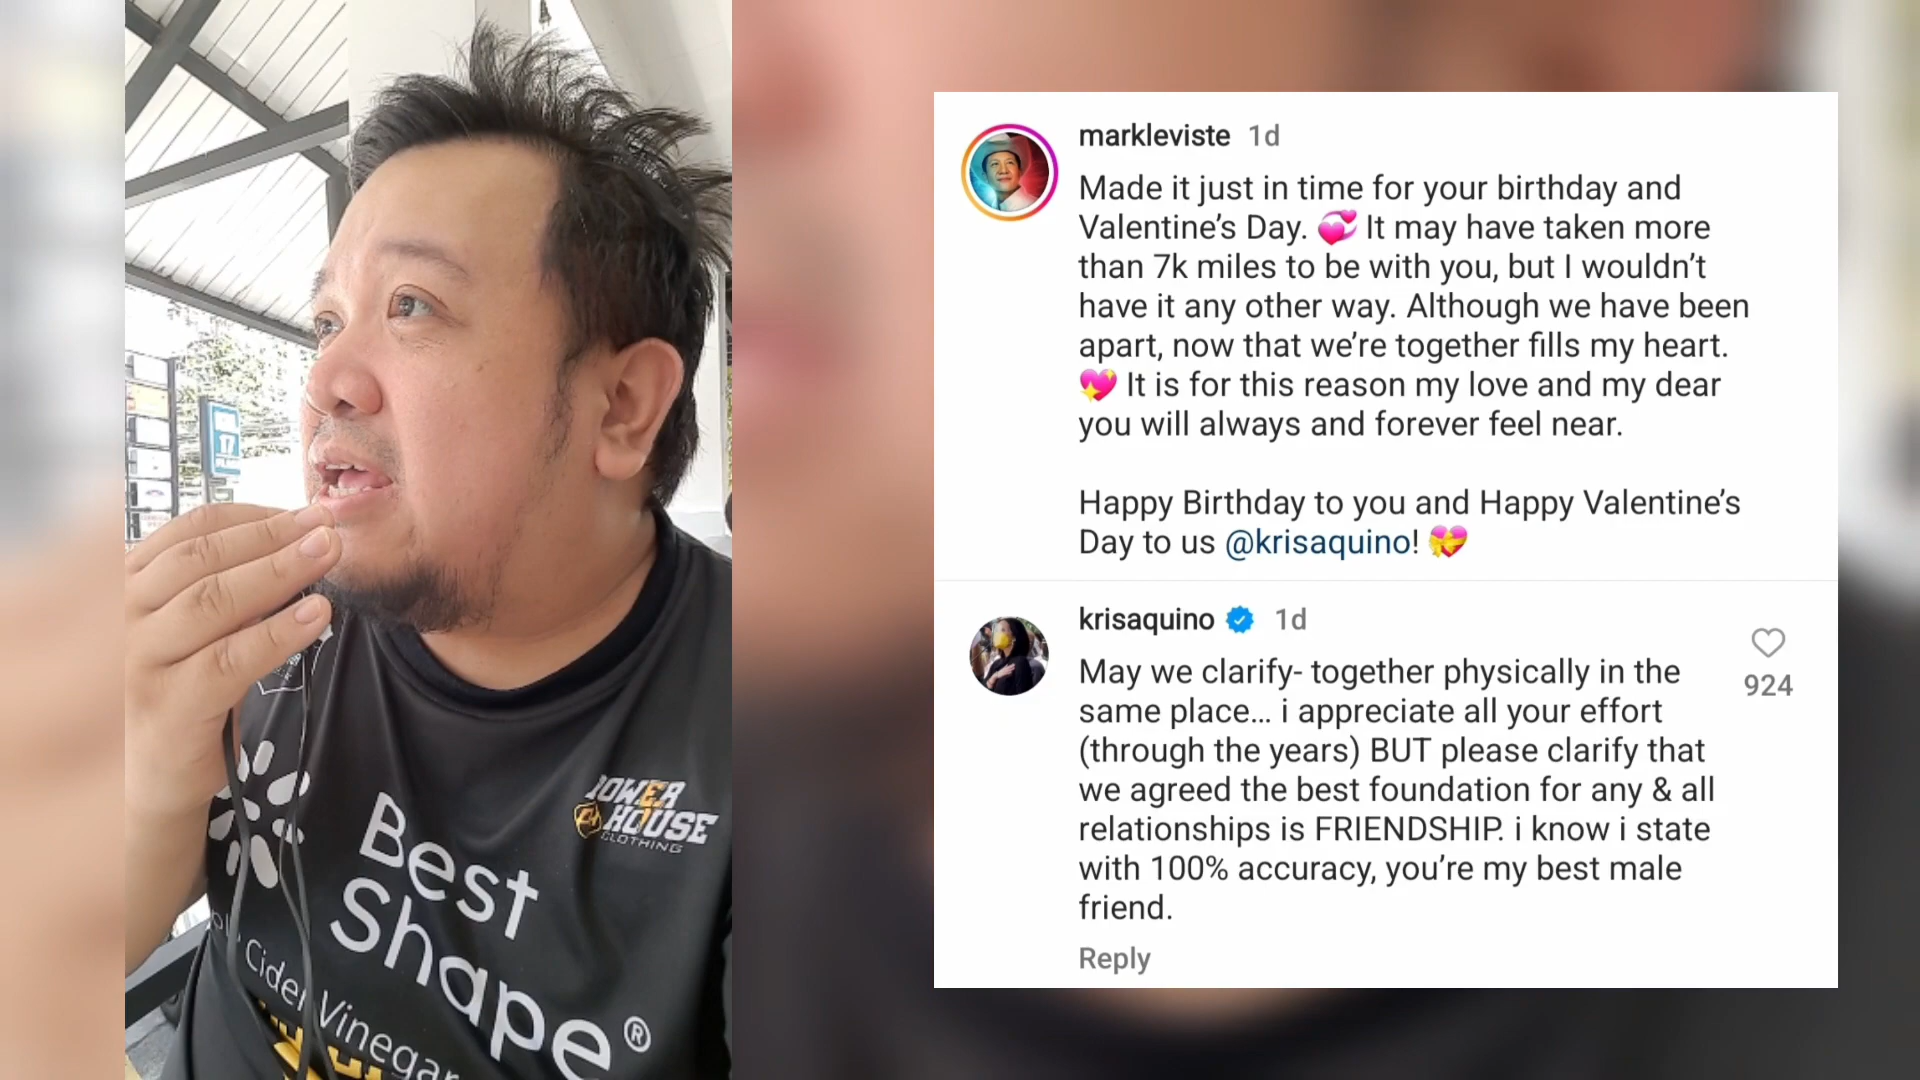 17
POWER
HOUSE
CLOTHING
Best
Shape®
Cider Vinegar
markleviste 1d
Made it just in time for your birthday and
Valentine’s Day. 💞 It may have taken more
than 7k miles to be with you, but I wouldn’t
have it any other way. Although we have been
apart, now that we’re together fills my heart.
💖 It is for this reason my love and my dear
you will always and forever feel near.
Happy Birthday to you and Happy Valentine’s
Day to us @krisaquino! 💝
krisaquino 1d
May we clarify- together physically in the
same place... i appreciate all your effort
(through the years) BUT please clarify that
we agreed the best foundation for any & all
relationships is FRIENDSHIP. i know i state
with 100% accuracy, you’re my best male
friend.
924
Reply